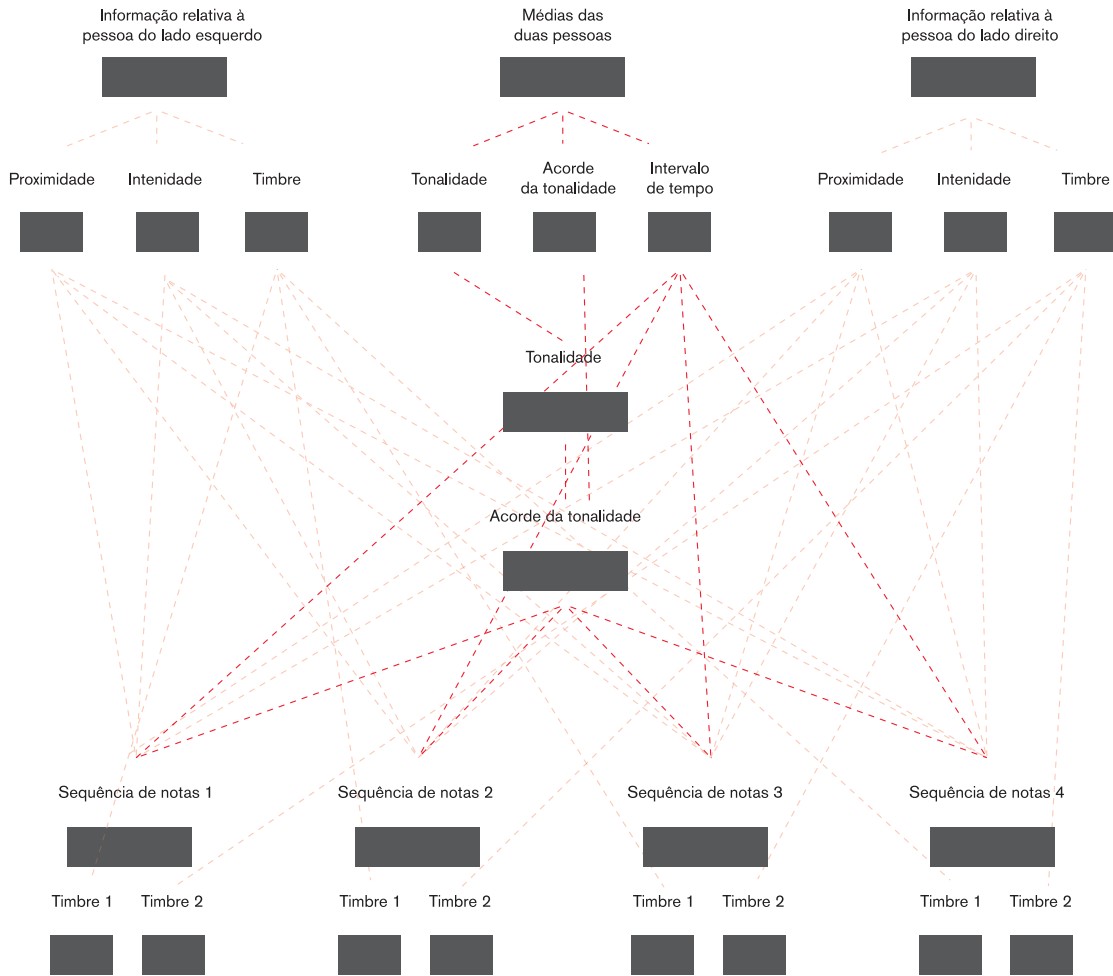 Informação relativa à
pessoa do lado esquerdo
Médias das
duas pessoas
Informação relativa à
pessoa do lado direito
Proximidade
Intenidade
Timbre
Tonalidade
Acorde
da tonalidade
Intervalo
de tempo
Proximidade
Intenidade
Timbre
Tonalidade
Acorde da tonalidade
Sequência de notas 1
Sequência de notas 2
Sequência de notas 3
Sequência de notas 4
Timbre 1
Timbre 2
Timbre 1
Timbre 2
Timbre 1
Timbre 2
Timbre 1
Timbre 2